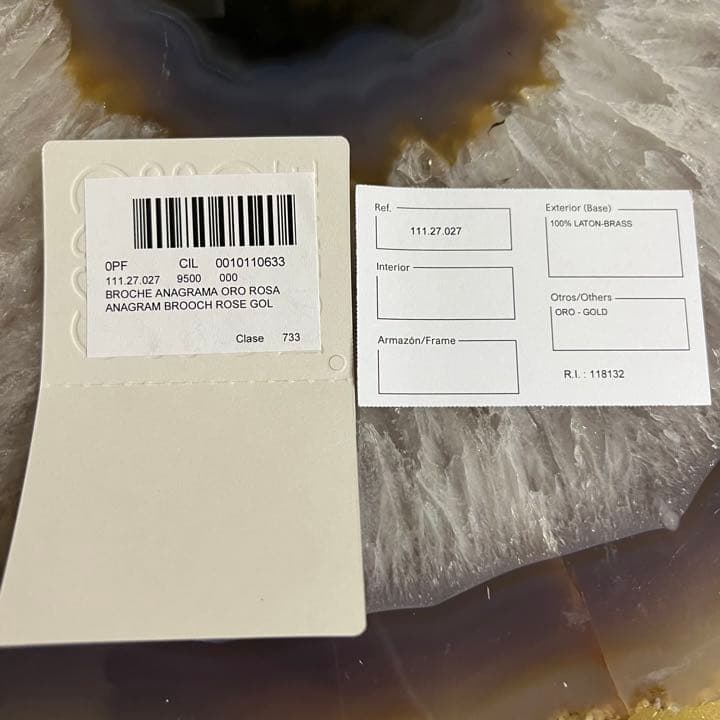 0PF CIL 0010110633
111.27.027 9500 000
BROCHE ANAGRAMA ORO ROSA
ANAGRAM BROOCH ROSE GOL
Clase 733
Ref.
111.27.027
Interior
Armazón/Frame
Exterior (Base)
100% LATON-BRASS
Otros/Others
ORO - GOLD
R.I. : 118132